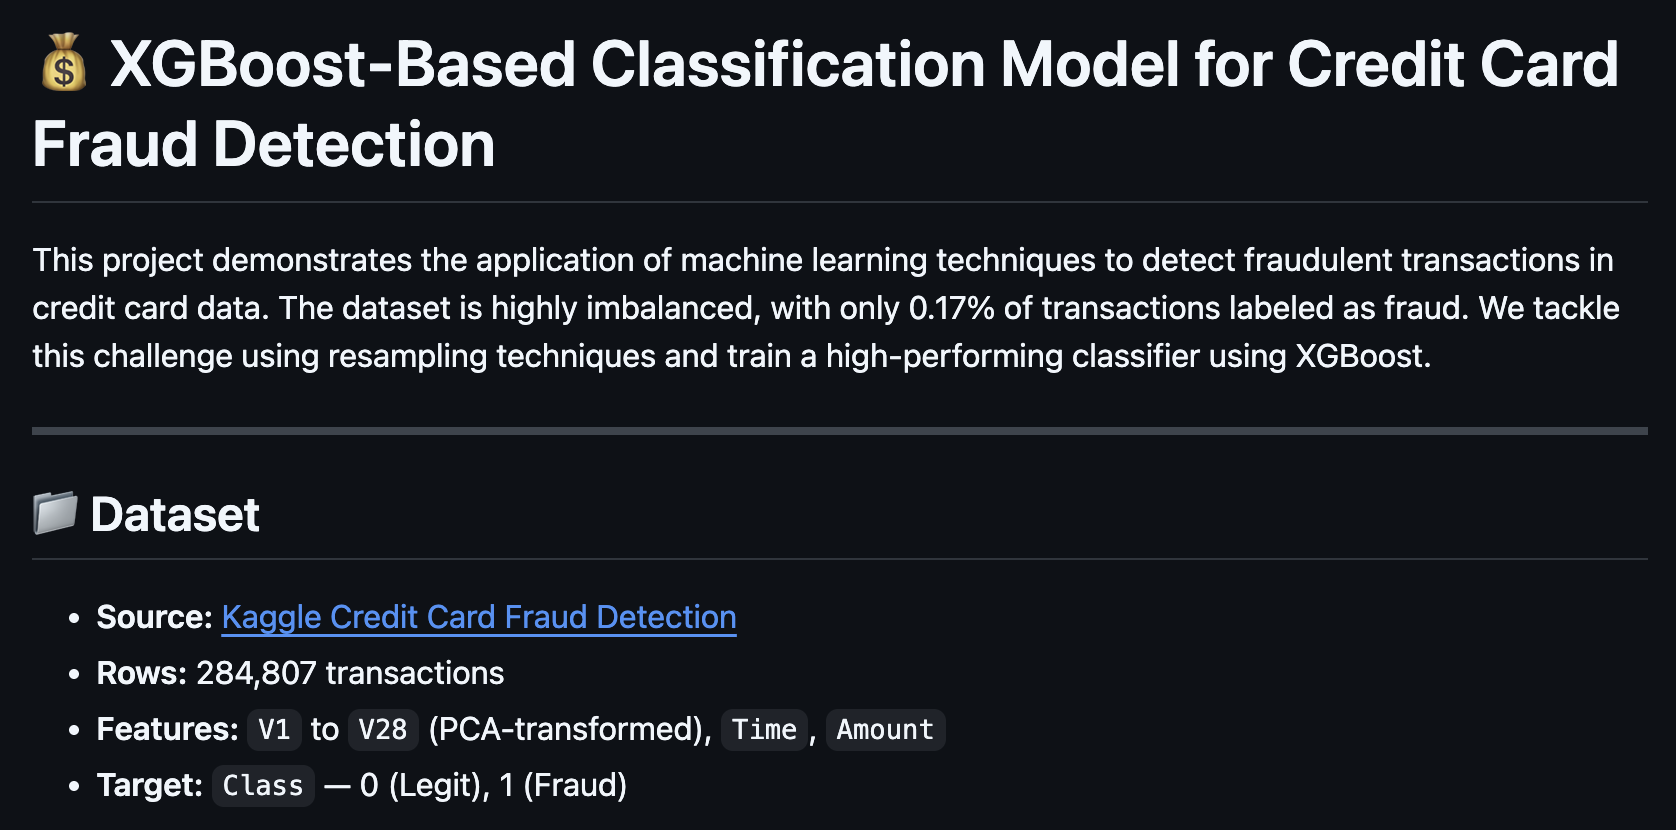 💰 XGBoost-Based Classification Model for Credit Card
Fraud Detection
This project demonstrates the application of machine learning techniques to detect fraudulent transactions in
credit card data. The dataset is highly imbalanced, with only 0.17% of transactions labeled as fraud. We tackle
this challenge using resampling techniques and train a high-performing classifier using XGBoost.
📁 Dataset
• Source: Kaggle Credit Card Fraud Detection
• Rows: 284,807 transactions
• Features: V1 to V28 (PCA-transformed), Time, Amount
• Target: Class — 0 (Legit), 1 (Fraud)